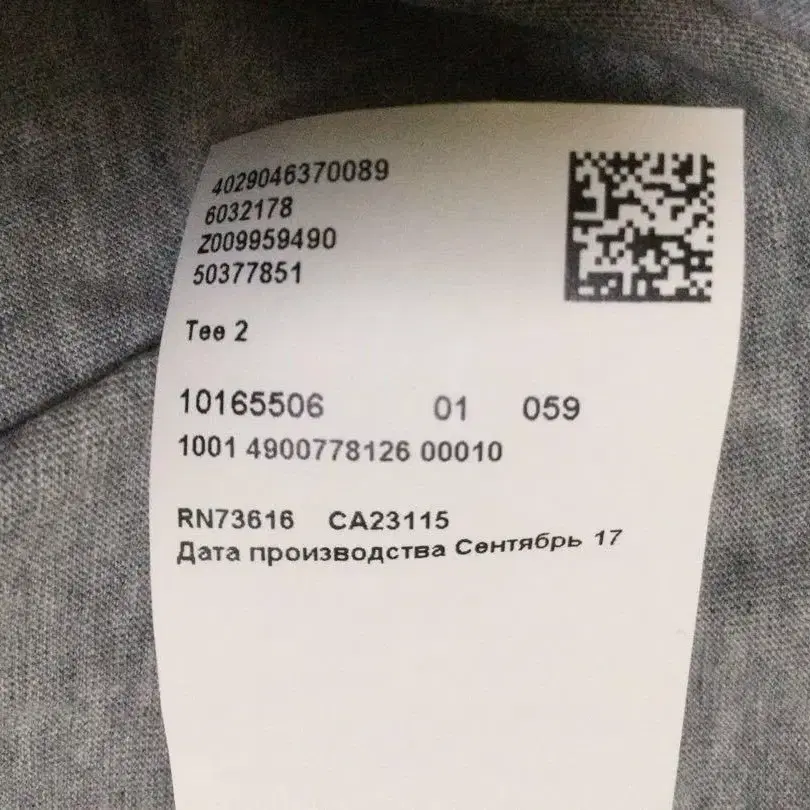 4029046370089
6032178
Z009959490
50377851
Tee 2
10165506 01 059
1001 4900778126 00010
RN73616 CA23115
Дата производства Сентябрь 17